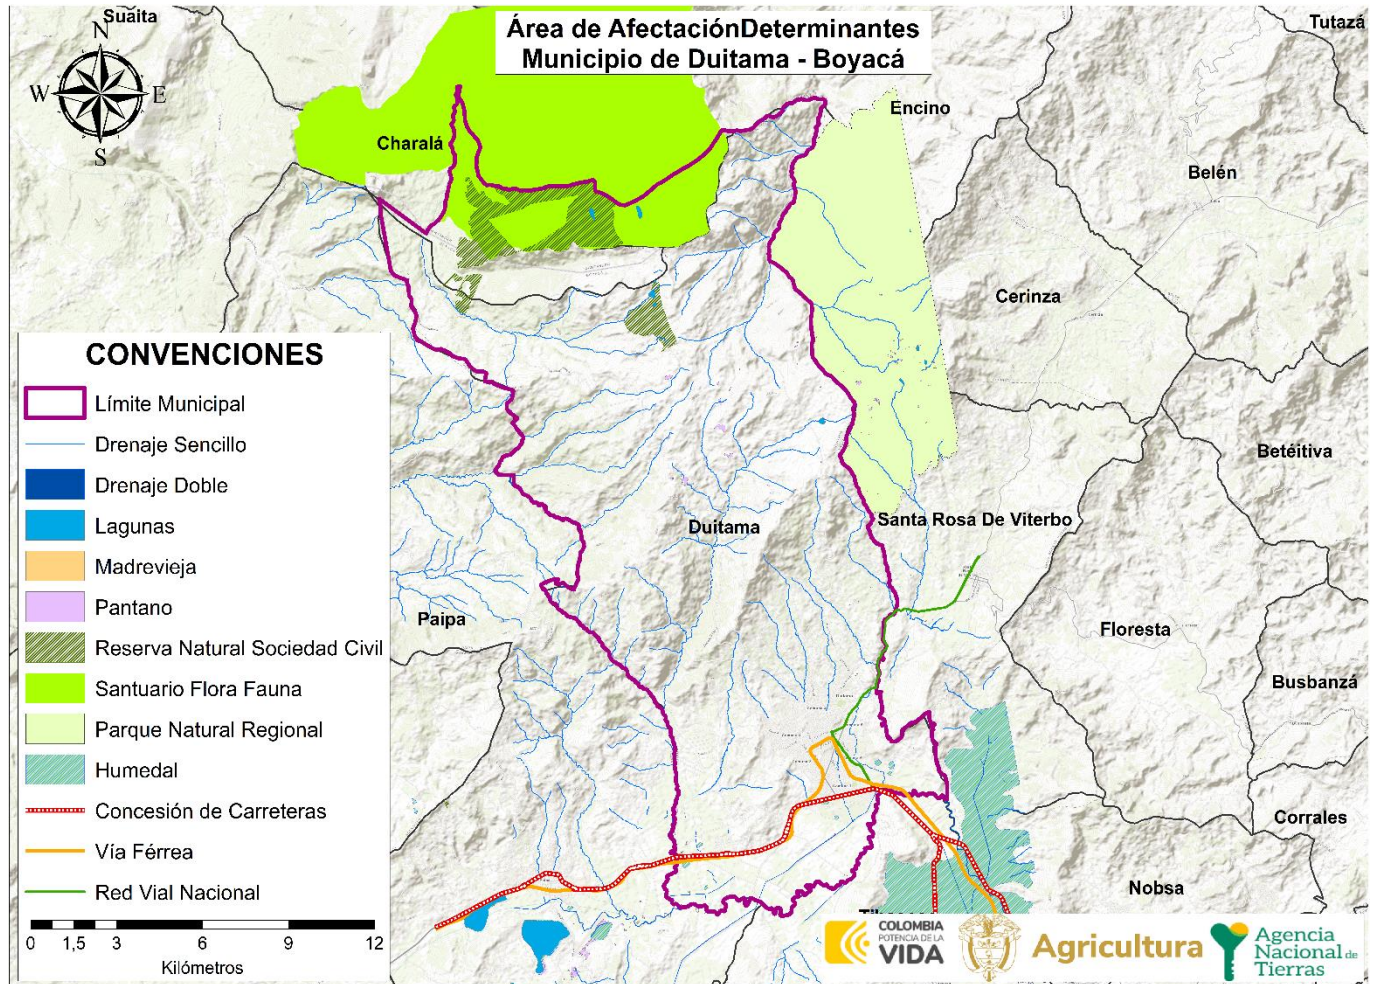 Área de AfectaciónDeterminantes
Municipio de Duitama - Boyacá
Suaita
Tutazá
N
W E
S
Encino
Charalá
Belén
Cerinza
CONVENCIONES
Límite Municipal
Drenaje Sencillo
Drenaje Doble
Lagunas
Madrevieja
Pantano
Reserva Natural Sociedad Civil
Santuario Flora Fauna
Parque Natural Regional
Humedal
Concesión de Carreteras
Vía Férrea
Red Vial Nacional
0 1,5 3 6 9 12
Kilómetros
Betéitiva
Duitama
Santa Rosa De Viterbo
Paipa
Floresta
Busbanzá
Corrales
Nobsa
COLOMBIA
POTENCIA DE LA
VIDA
Agricultura
Agencia
Nacional de
Tierras